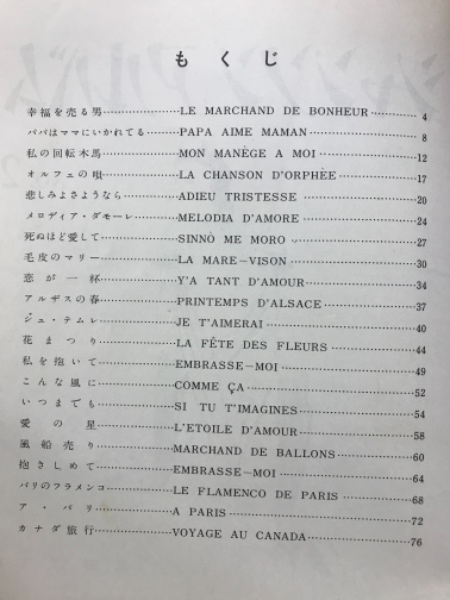 もくじ
幸福を売る男……………LE MARCHAND DE BONHEUR……………4
パパはママにいかれてる……………PAPA AIME MAMAN……………8
私の回転木馬……………MON MANÈGE A MOI……………12
オルフェの唄……………LA CHANSON D'ORPHÈE……………17
悲しみよさようなら……………ADIEU TRISTESSE……………20
メロディア・ダモーレ……………MELODIA D'AMORE……………24
死ぬほど愛して……………SINNÒ ME MORO……………27
毛皮のマリー……………LA MARE-VISON……………30
恋が一杯……………Y'A TANT D'AMOUR……………34
アルザスの春……………PRINTEMPS D'ALSACE……………37
ジュ・テムレ……………JE T'AIMERAI……………40
花まつり……………LA FÊTE DES FLEURS……………44
私を抱いて……………EMBRASSE-MOI……………49
こんな風に……………COMME ÇA……………52
いつまでも……………SI TU T'IMAGINES……………54
愛の星……………L'ETOILE D'AMOUR……………58
風船売り……………MARCHAND DE BALLONS……………60
抱きしめて……………EMBRASSE-MOI……………64
パリのフラメンコ……………LE FLAMENCO DE PARIS……………68
ア・パリ……………A PARIS……………72
カナダ旅行……………VOYAGE AU CANADA……………76